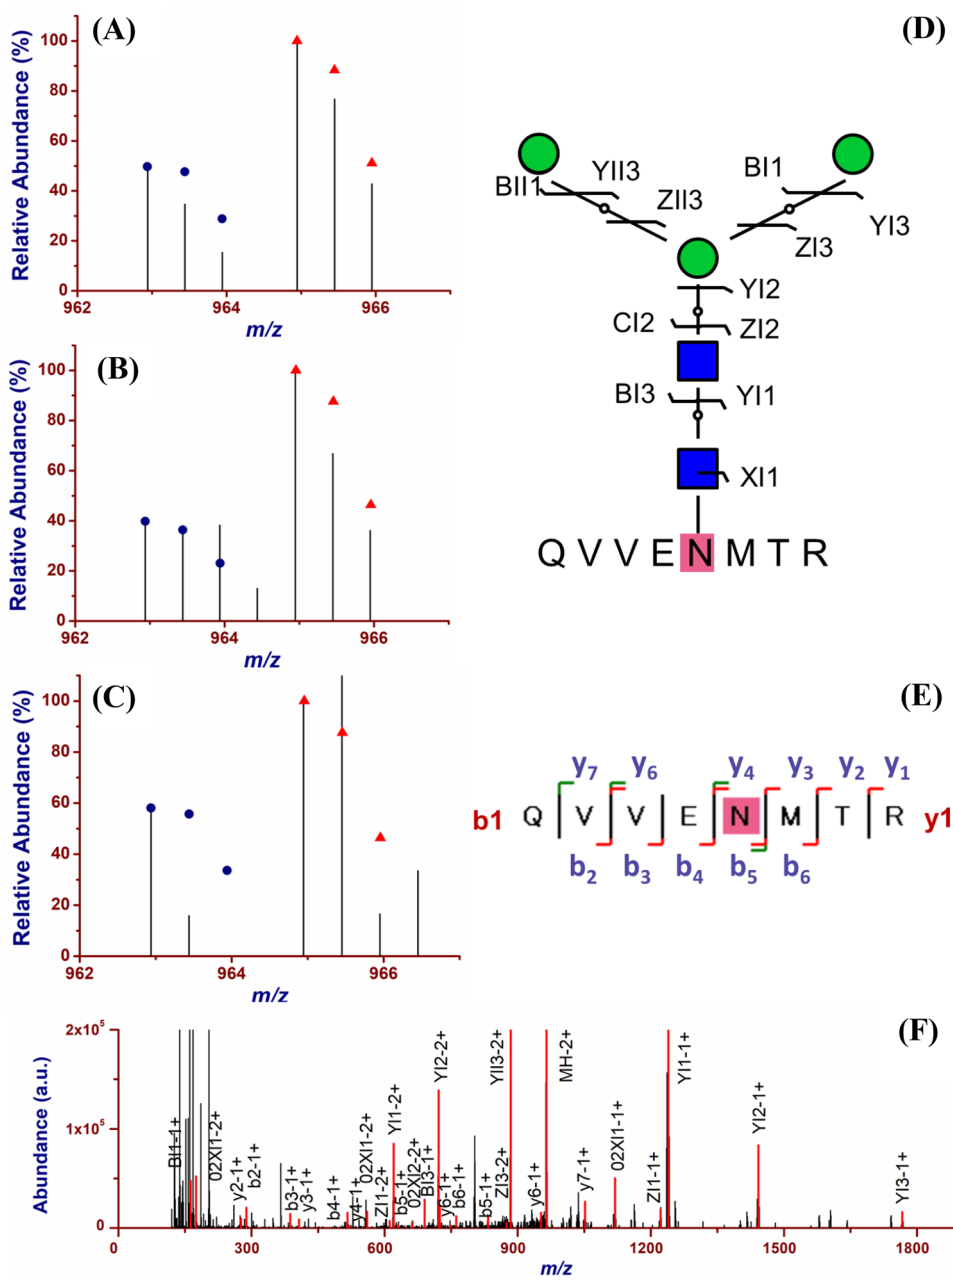 (A)
Relative Abundance (%)
100
80
60
40
20
0
962
964
966
m/z
(B)
Relative Abundance (%)
100
80
60
40
20
0
962
964
966
m/z
(C)
Relative Abundance (%)
100
80
60
40
20
0
962
964
966
m/z
(D)
BII1
YII3
ZII3
BI1
YI3
ZI3
YI2
CI2
ZI2
BI3
YI1
XI1
Q V V E N M T R
(E)
y7 y6 y4 y3 y2 y1
b1 Q V V E N M T R y1
b2 b3 b4 b5 b6
(F)
Abundance (a.u.)
2x10^5
1x10^5
0
BI1-1+
02XI1-2+
y2-1+
b2-1+
b3-1+
y3-1+
b4-1+
y4-1+
02XI1-2+
ZI1-2+
YI1-2+
b5-1+
02XI2-2+
BI3-1+
YI2-2+
y6-1+
b6-1+
b5-1+
ZI3-2+
YII3-2+
y6-1+
MH-2+
y7-1+
02XI1-1+
ZI1-1+
YI1-1+
YI2-1+
YI3-1+
0 300 600 900 1200 1500 1800
m/z